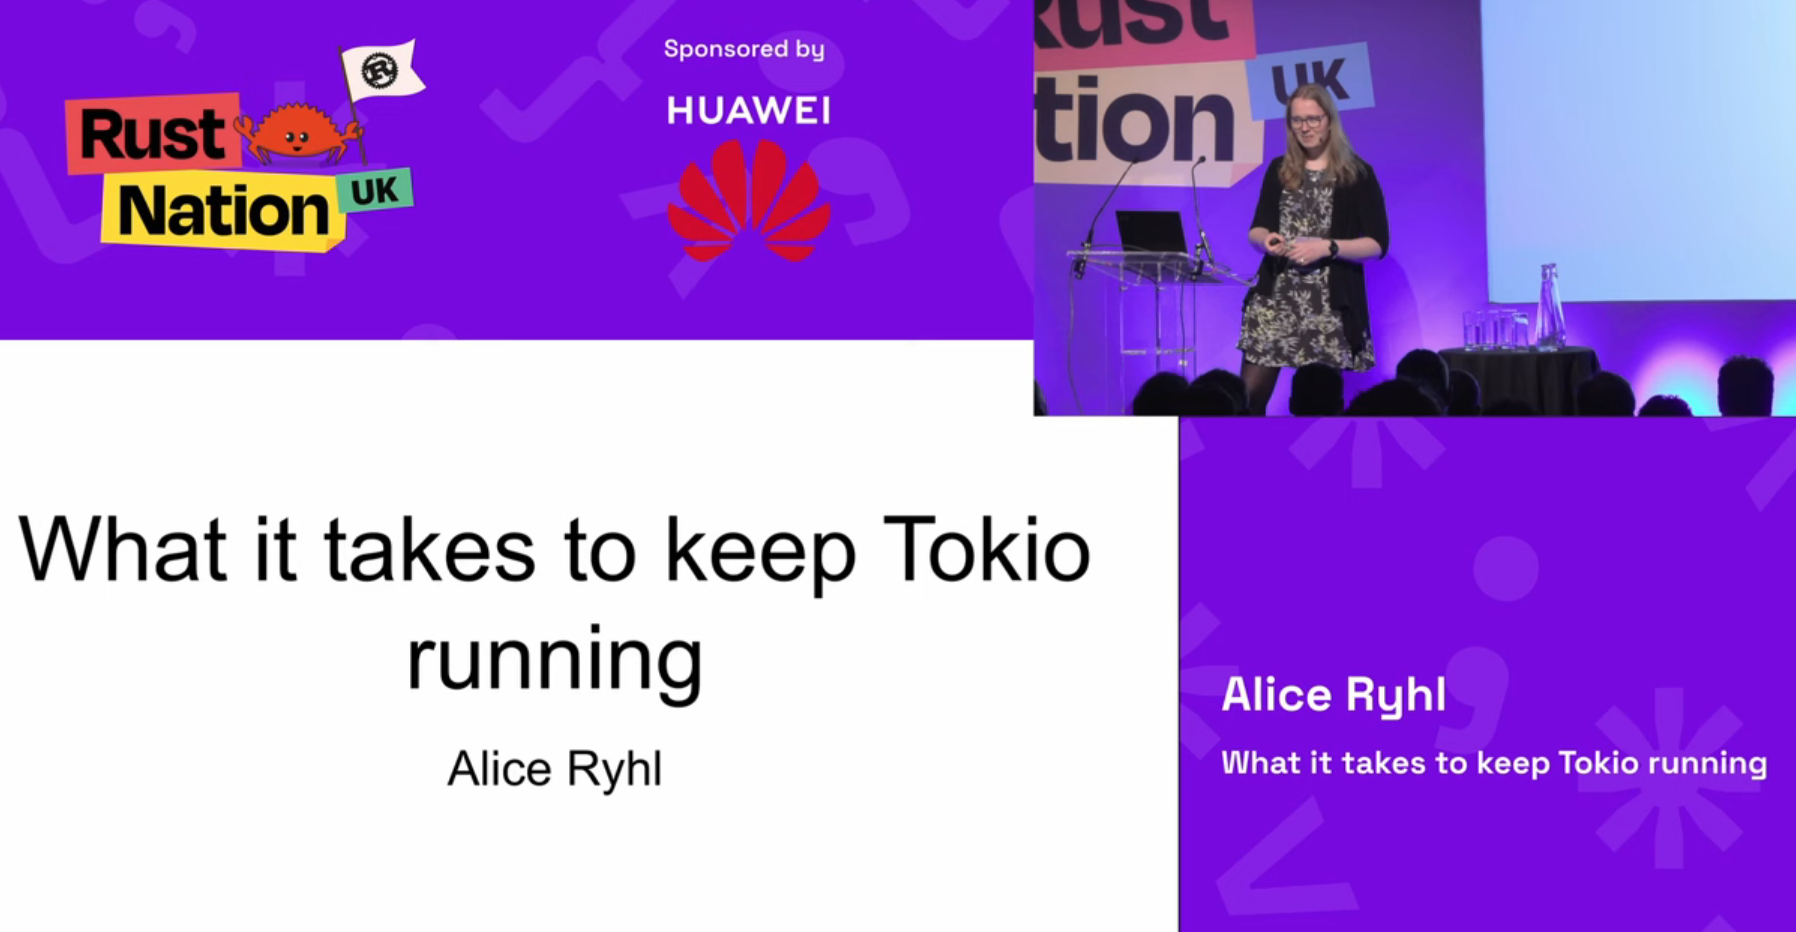 Rust
Nation
UK
Sponsored by
HUAWEI
Rust
tion
UK
What it takes to keep Tokio
running
Alice Ryhl
Alice Ryhl
What it takes to keep Tokio running